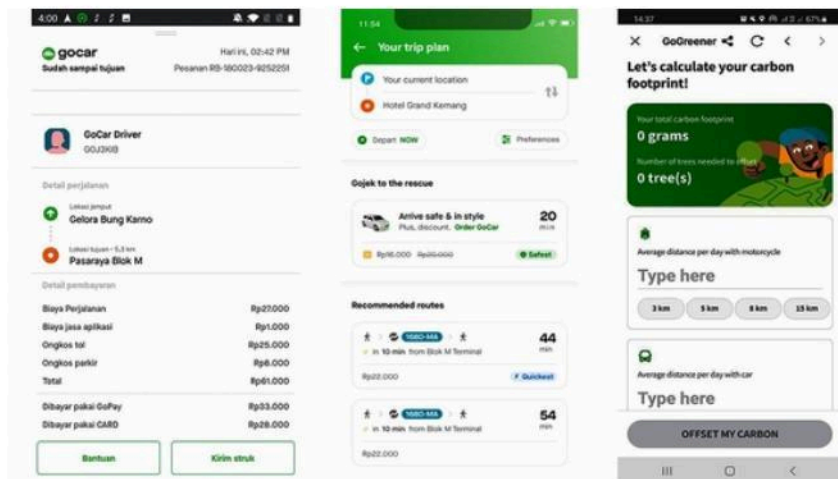 4:00
gocar
Hari ini, 02:42 PM
Sudah sampai tujuan
Pesanan RB-180023-9252251
GoCar Driver
Detail perjalanan
Lokasi jemput
Gelora Bung Karno
Lokasi tujuan - 5,3 km
Pasaraya Blok M
Detail pembayaran
Biaya Perjalanan Rp27.000
Biaya jasa aplikasi Rp1.000
Ongkos tol Rp25.000
Ongkos parkir Rp8.000
Total Rp61.000
Dibayar pakai GoPay Rp33.000
Dibayar pakai CARD Rp28.000
Bantuan
Kirim struk
11:54
Your trip plan
Your current location
Hotel Grand Kemang
Depart NOW
Preferences
Gojek to the rescue
Arrive safe & in style
Plus, discount. Order GoCar
20
min
Rp16.000 Rp20.000
Safest
Recommended routes
1680-MA
44
min
in 10 min from Blok M Terminal
Rp22.000
Quickest
1680-MA
54
min
in 10 min from Blok M Terminal
Rp22.000
14:37
67%
GoGreener
Let's calculate your carbon
footprint!
Your total carbon footprint
0 grams
Number of trees needed to offset
0 tree(s)
Average distance per day with motorcycle
Type here
3 km
5 km
8 km
15 km
Average distance per day with car
Type here
OFFSET MY CARBON